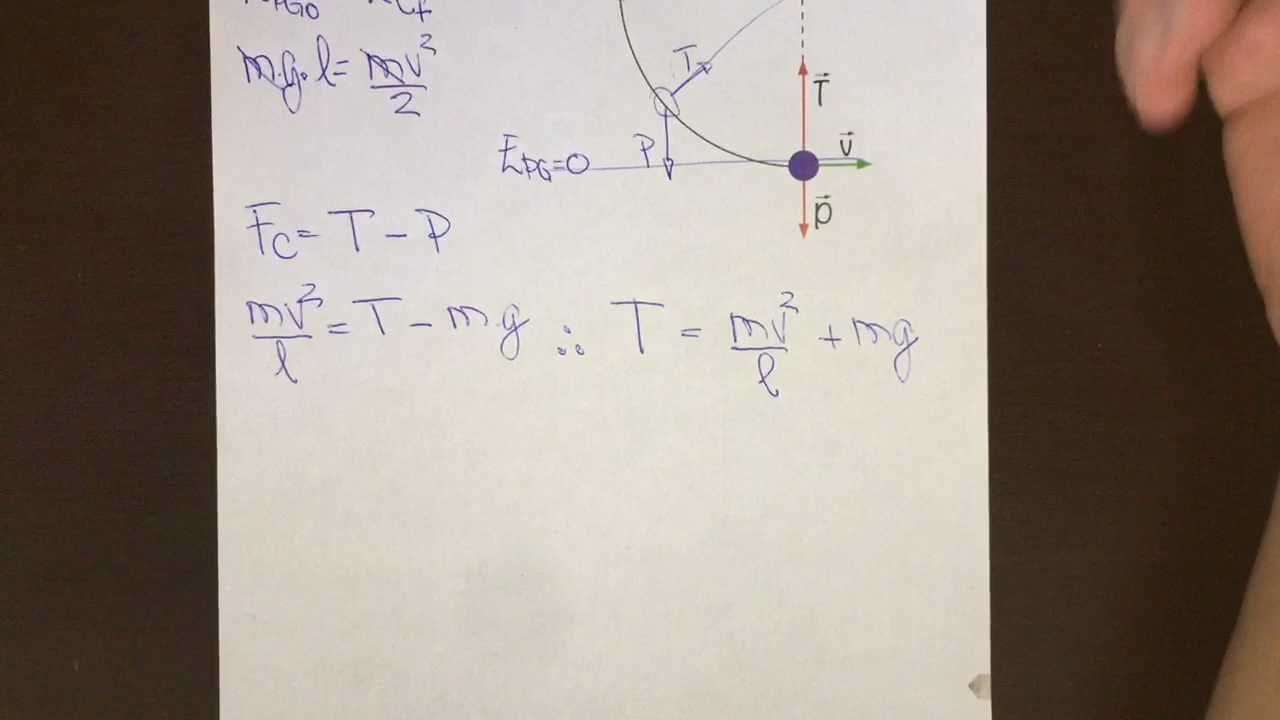 m·g·l = mv²/2
T
T⃗
v⃗
E_PG=0
P
p⃗
F_C = T - P
mv²/l = T - m.g ∴ T = mv²/l + mg